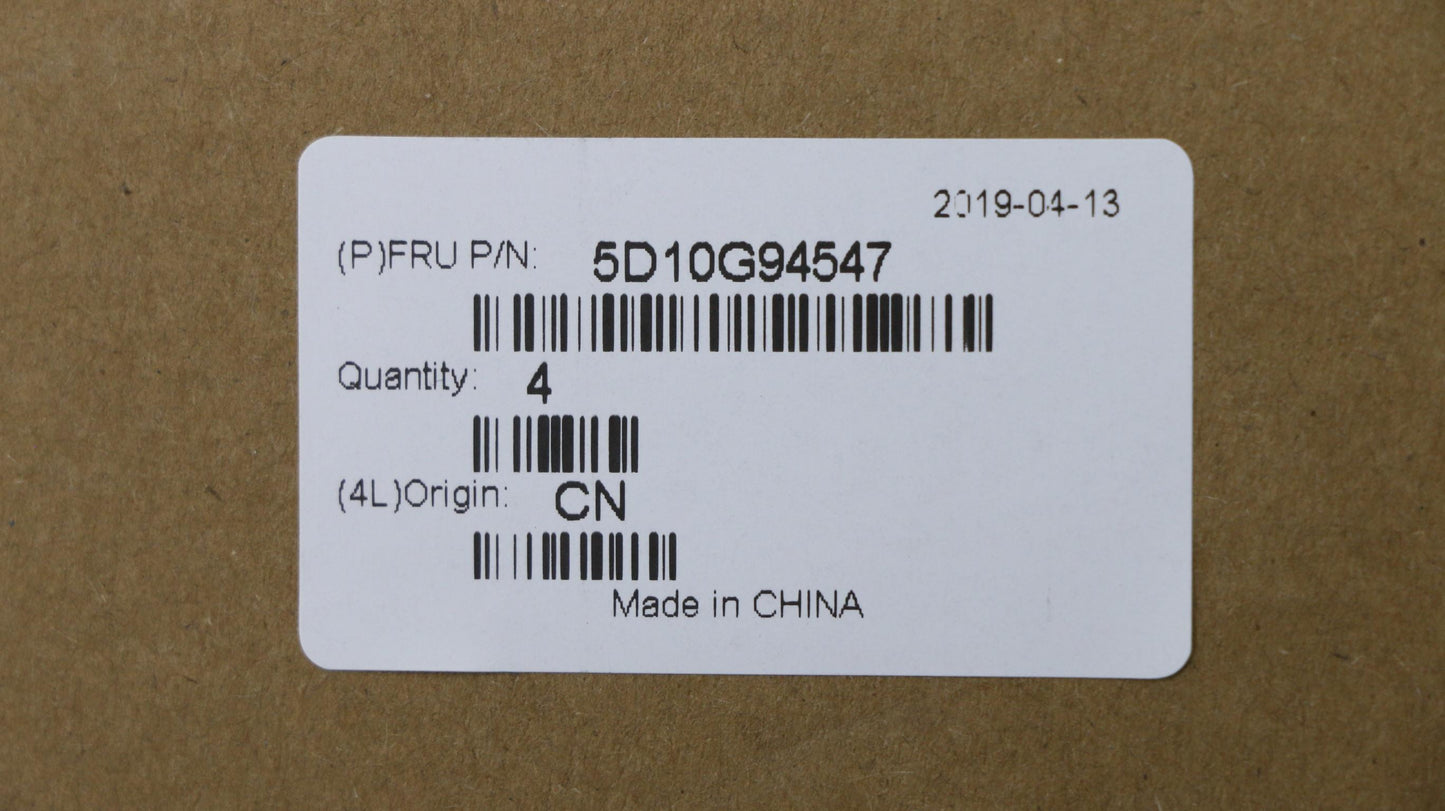 2019-04-13
(P)FRU P/N: 5D10G94547
Quantity: 4
(4L)Origin: CN
Made in CHINA